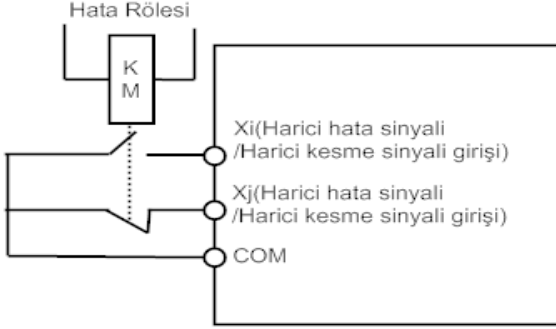 Hata Rölesi
K
M
Xi(Harici hata sinyali
/Harici kesme sinyali girişi)
Xj(Harici hata sinyali
/Harici kesme sinyali girişi)
COM